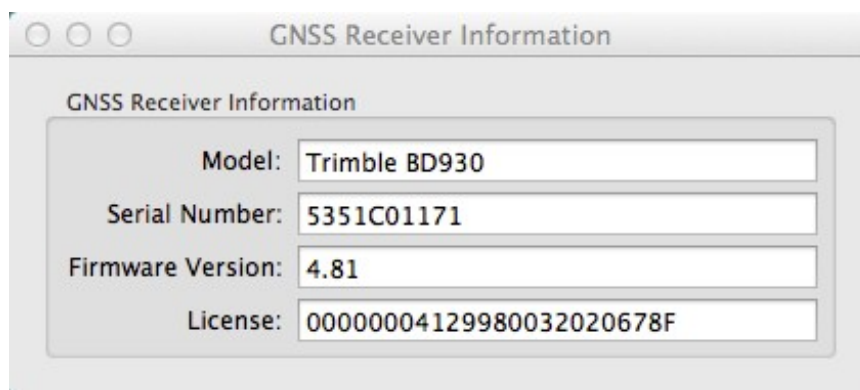 GNSS Receiver Information
GNSS Receiver Information
Model: Trimble BD930
Serial Number: 5351C01171
Firmware Version: 4.81
License: 00000004129980032020678F